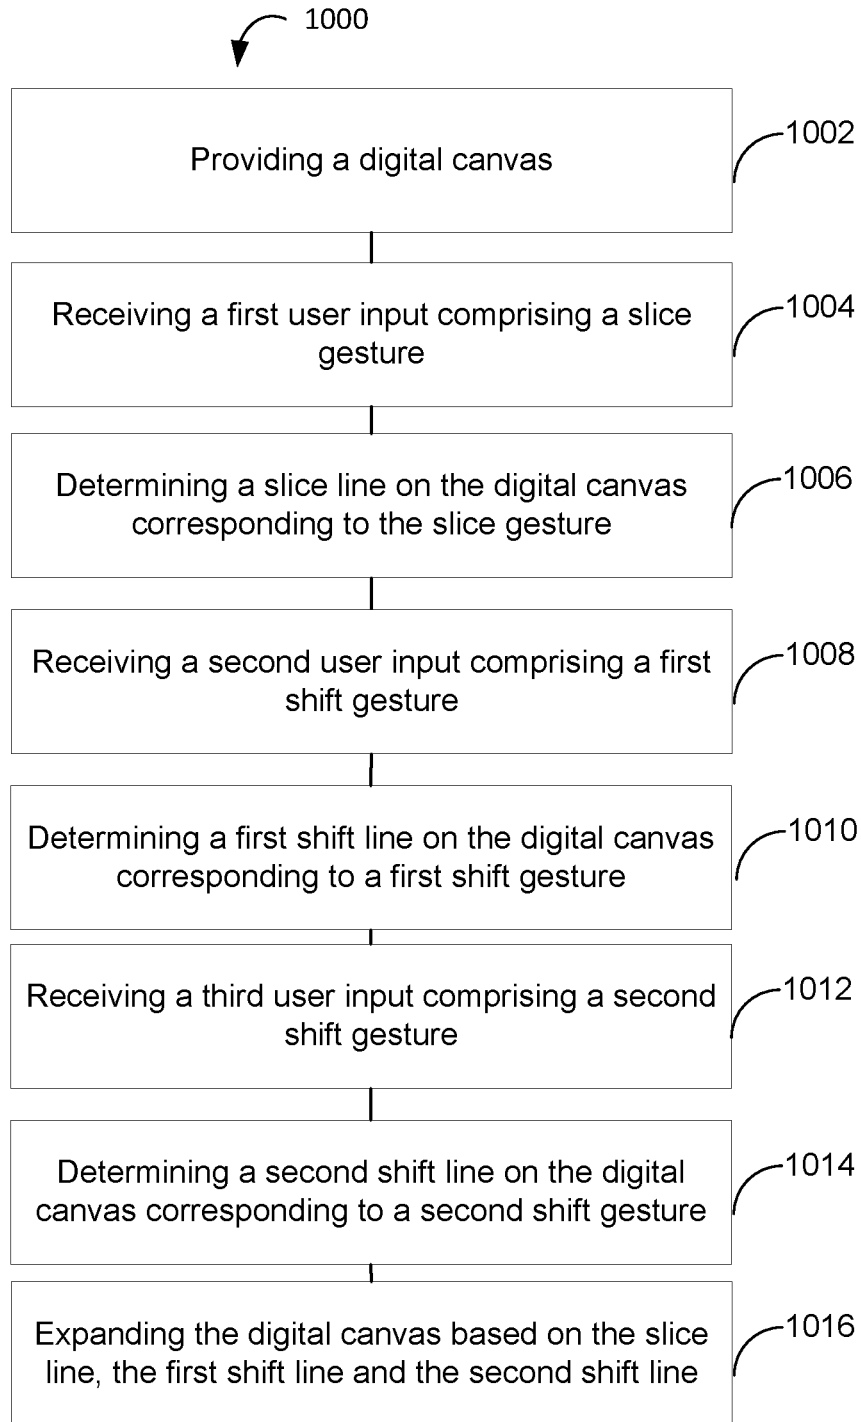 1000
Providing a digital canvas
1002
Receiving a first user input comprising a slice
gesture
1004
Determining a slice line on the digital canvas
corresponding to the slice gesture
1006
Receiving a second user input comprising a first
shift gesture
1008
Determining a first shift line on the digital canvas
corresponding to a first shift gesture
1010
Receiving a third user input comprising a second
shift gesture
1012
Determining a second shift line on the digital
canvas corresponding to a second shift gesture
1014
Expanding the digital canvas based on the slice
line, the first shift line and the second shift line
1016